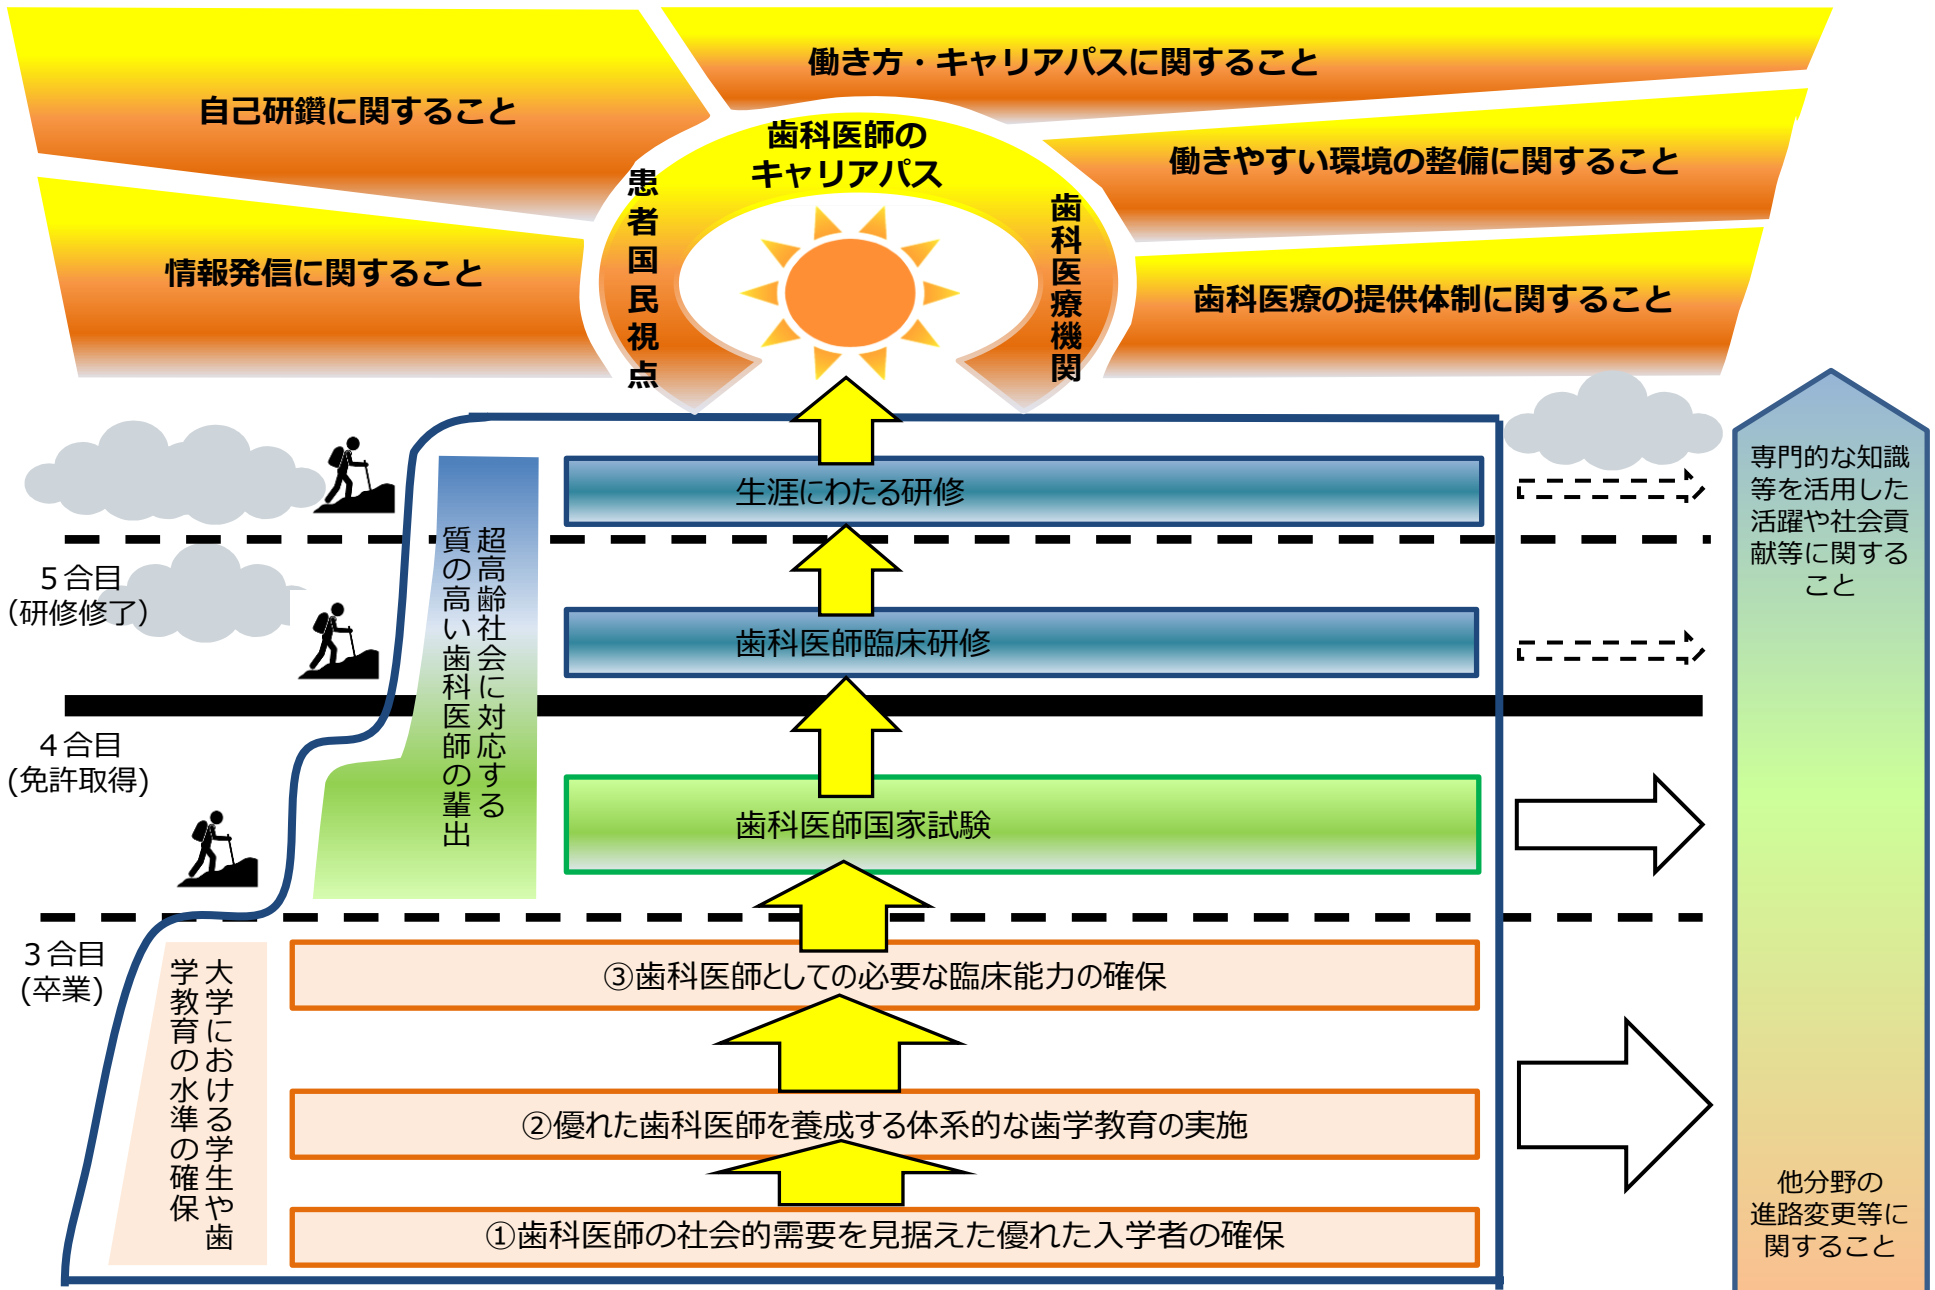 働き方・キャリアパスに関すること
自己研鑽に関すること
歯科医師の
キャリアパス
働きやすい環境の整備に関すること
患者国民視点
歯科医療機関
情報発信に関すること
歯科医療の提供体制に関すること
専門的な知識
等を活用した
活躍や社会貢
献等に関する
こと
生涯にわたる研修
超高齢社会に対応する
質の高い歯科医師の輩出
５合目
（研修修了）
歯科医師臨床研修
４合目
(免許取得)
歯科医師国家試験
３合目
(卒業)
大学における学生や歯
学教育の水準の確保
③歯科医師としての必要な臨床能力の確保
②優れた歯科医師を養成する体系的な歯学教育の実施
①歯科医師の社会的需要を見据えた優れた入学者の確保
他分野の
進路変更等に
関すること